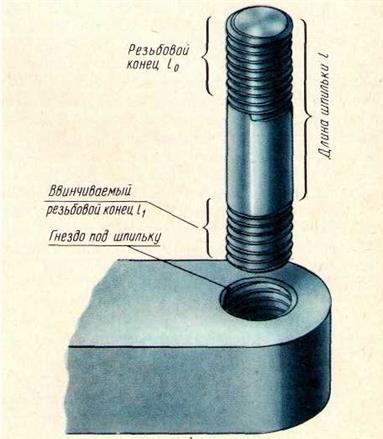 Резьбовой
конец l₀
Длина шпильки l
Ввинчиваемый
резьбовой конец l₁
Гнездо под шпильку